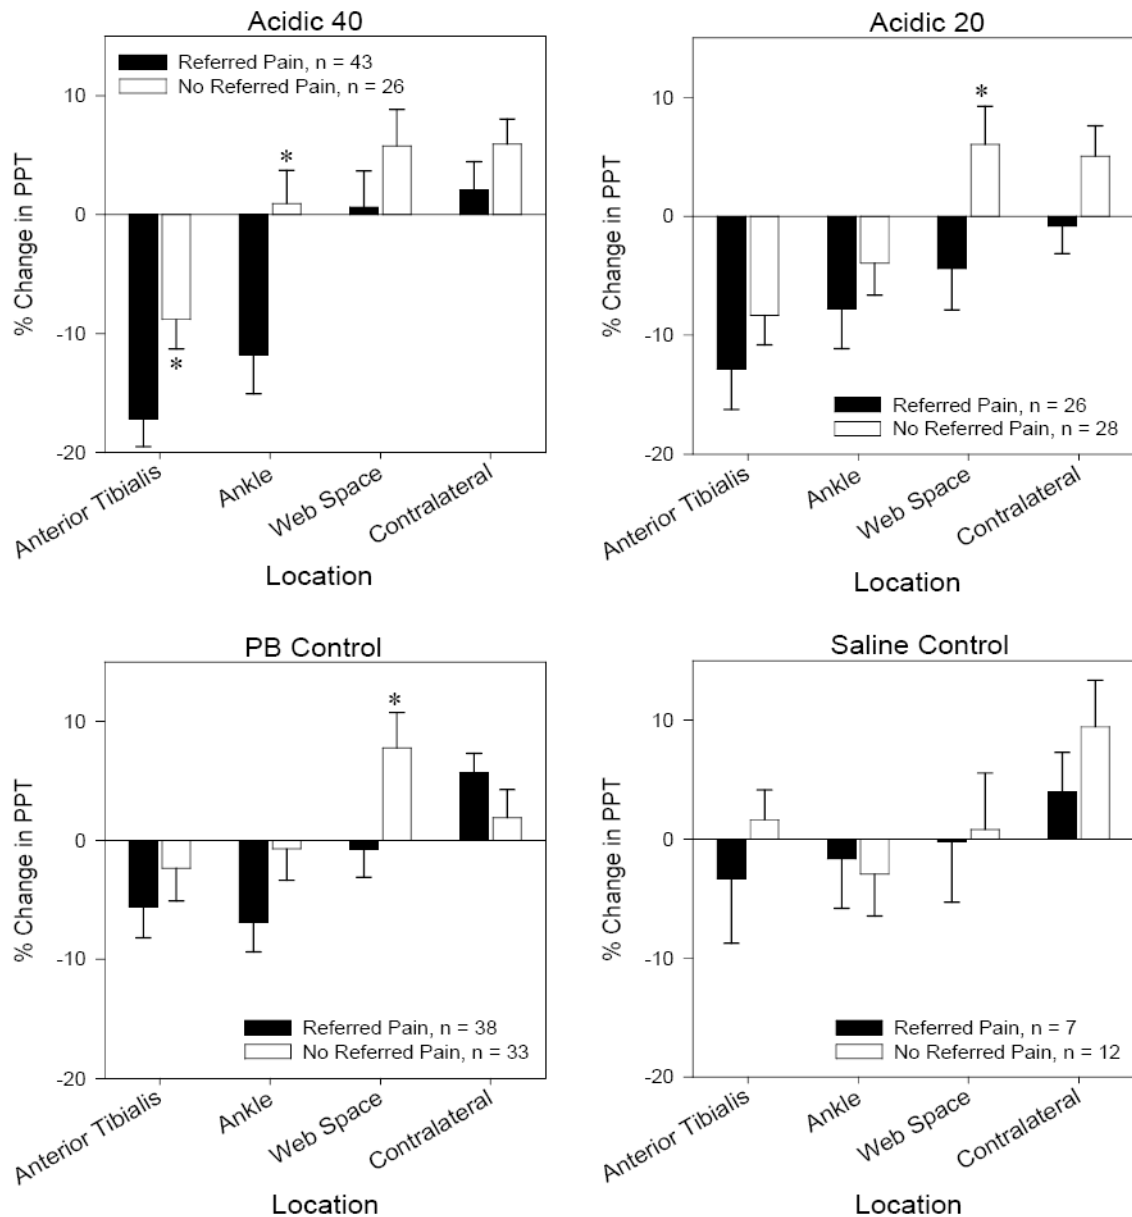 Acidic 40
Referred Pain, n = 43
No Referred Pain, n = 26
% Change in PPT
10
0
-10
-20
*
*
Anterior Tibialis
Ankle
Web Space
Contralateral
Location
Acidic 20
% Change in PPT
10
0
-10
-20
*
Referred Pain, n = 26
No Referred Pain, n = 28
Anterior Tibialis
Ankle
Web Space
Contralateral
Location
PB Control
% Change in PPT
10
0
-10
-20
*
Referred Pain, n = 38
No Referred Pain, n = 33
Anterior Tibialis
Ankle
Web Space
Contralateral
Location
Saline Control
% Change in PPT
10
0
-10
-20
Referred Pain, n = 7
No Referred Pain, n = 12
Anterior Tibialis
Ankle
Web Space
Contralateral
Location